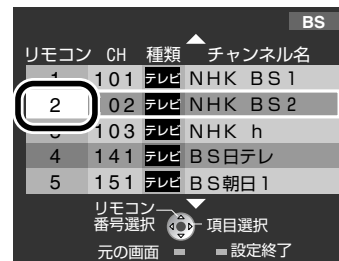 BS
リモコン CH 種類 チャンネル名
1 101 テレビ NHK BS1
2 02 テレビ NHK BS2
3 103 テレビ NHK h
4 141 テレビ BS日テレ
5 151 テレビ BS朝日1
リモコン
番号選択 項目選択
元の画面 設定終了